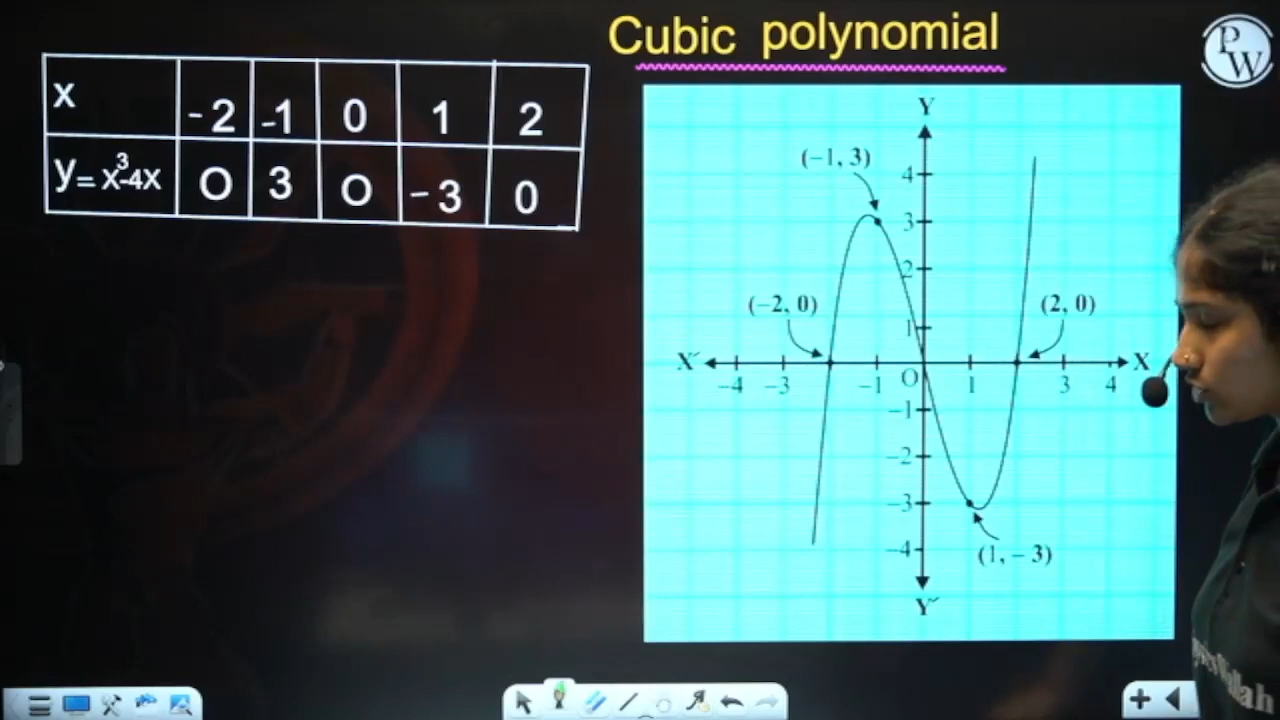 Cubic polynomial
PW
x -2 -1 0 1 2
y=x³-4x 0 3 0 -3 0
Y
(−1, 3)
4
3
2
(−2, 0) (2, 0)
1
X′ −4 −3 −1 O 1 3 4 X
−1
−2
−3
−4
(1, − 3)
Y′